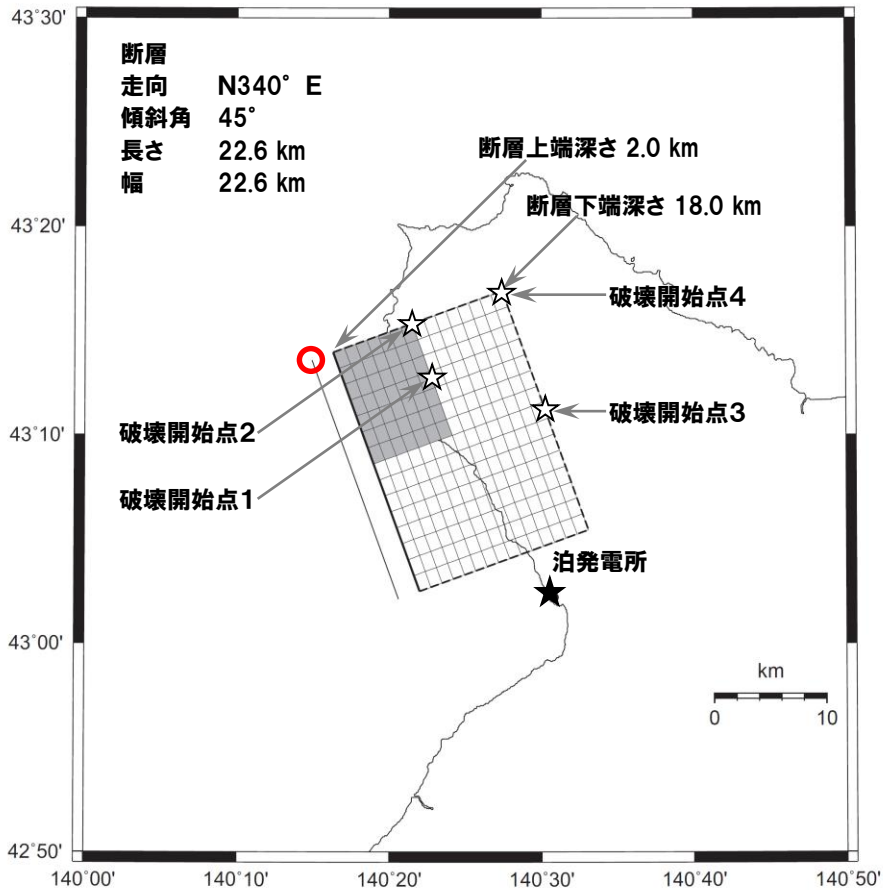 43°30'
断層
走向 N340° E
傾斜角 45°
長さ 22.6 km
幅 22.6 km
断層上端深さ 2.0 km
断層下端深さ 18.0 km
43°20'
破壊開始点4
破壊開始点3
破壊開始点2
43°10'
破壊開始点1
泊発電所
43°00'
km
0 10
42°50'
140°00' 140°10' 140°20' 140°30' 140°40' 140°50'